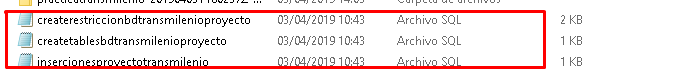 createrestriccionbdtransmilenioproyecto 03/04/2019 10:43 Archivo SQL 2 KB
createtablesbdtransmilenioproyecto 03/04/2019 10:43 Archivo SQL 1 KB
insercionesproyectotransmilenio 03/04/2019 10:43 Archivo SQL 1 KB